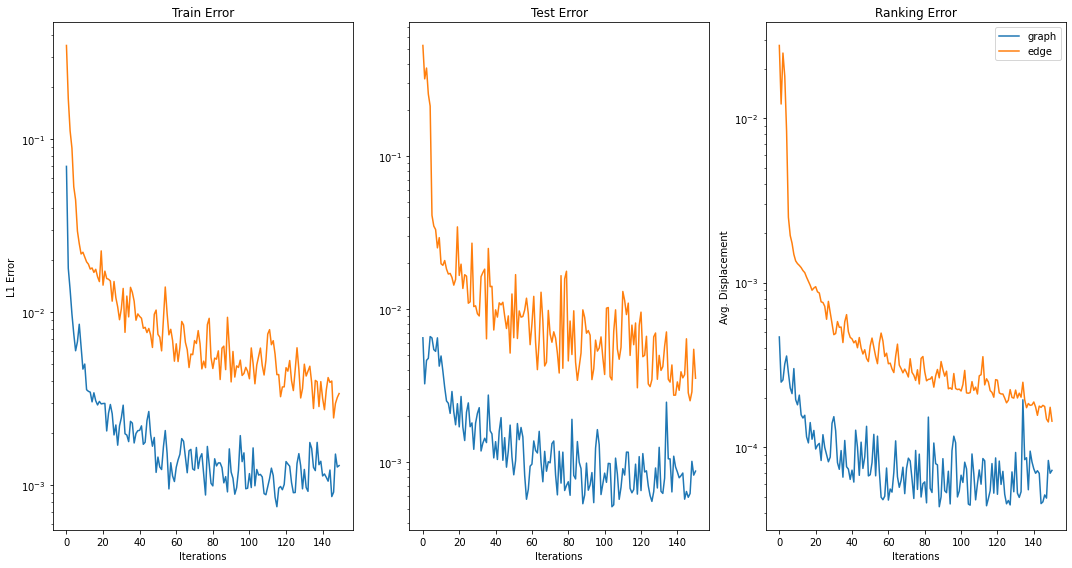 Train Error
L1 Error
10^-1
10^-2
10^-3
0 20 40 60 80 100 120 140
Iterations
Test Error
10^-1
10^-2
10^-3
0 20 40 60 80 100 120 140
Iterations
Ranking Error
graph
edge
Avg. Displacement
10^-2
10^-3
10^-4
0 20 40 60 80 100 120 140
Iterations